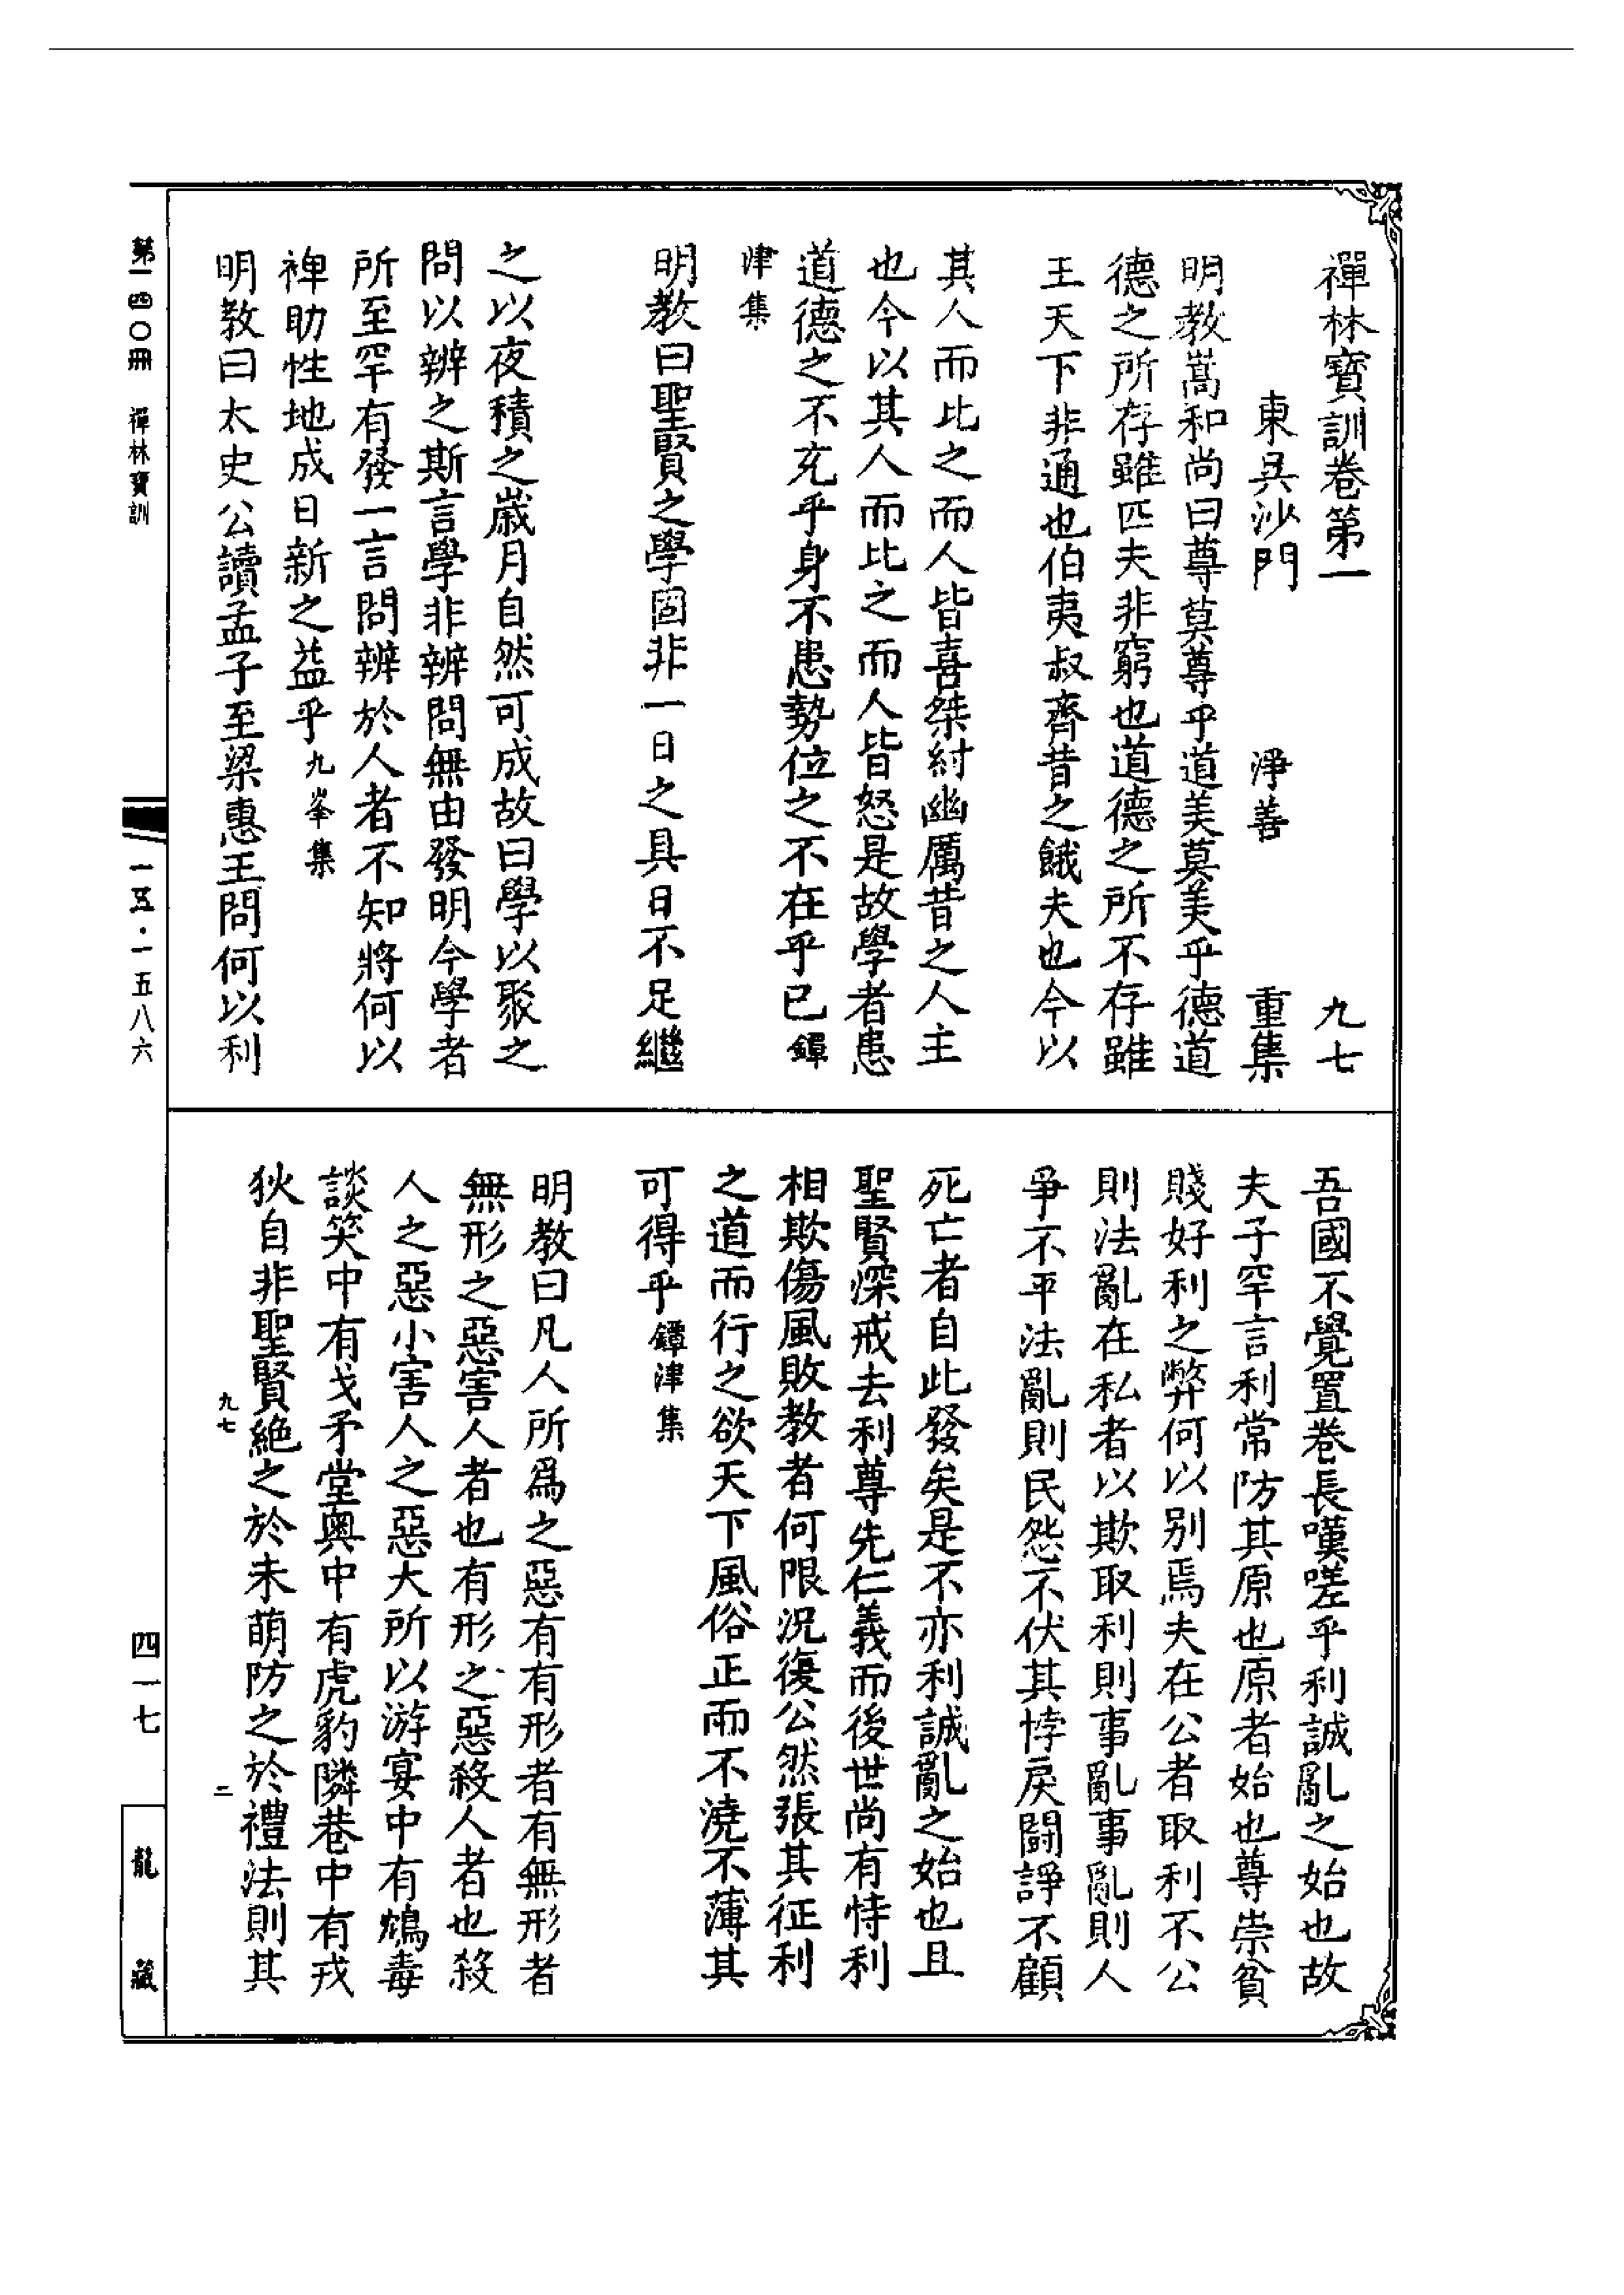 禪林寶訓卷第一　九七
東吳沙門　淨善　重集
明教嵩和尚曰尊莫尊乎道美莫美乎德道
德之所存雖匹夫非窮也道德之所不存雖
王天下非通也伯夷叔齊昔之餓夫也今以
其人而比之而人皆喜桀紂幽厲昔之人主
也今以其人而比之而人皆怒是故學者患
道德之不充乎身不患勢位之不在乎已鐔
津集
明教曰聖賢之學固非一日之具日不足繼
之以夜積之歲月自然可成故曰學以聚之
問以辨之斯言學非辨問無由發明今學者
所至罕有發一言問辨於人者不知將何以
裨助性地成日新之益乎九峯集
明教曰太史公讀孟子至梁惠王問何以利
吾國不覺置卷長嘆嗟乎利誠亂之始也故
夫子罕言利常防其原也原者始也尊崇貧
賤好利之弊何以别焉夫在公者取利不公
則法亂在私者以欺取利則事亂事亂則人
爭不平法亂則民怨不伏其悖戾鬪諍不顧
死亡者自此發矣是不亦利誠亂之始也且
聖賢深戒去利尊先仁義而後世尚有恃利
相欺傷風敗教者何限況復公然張其征利
之道而行之欲天下風俗正而不澆不薄其
可得乎鐔津集
明教曰凡人所爲之惡有有形者有無形者
無形之惡害人者也有形之惡殺人者也殺
人之惡小害人之惡大所以游宴中有鴆毒
談笑中有戈矛堂奥中有虎豹隣巷中有戎
狄自非聖賢絶之於未萌防之於禮法則其
九七　二
第一四〇冊　禪林寶訓
一五·一五八六
四一七
龍藏